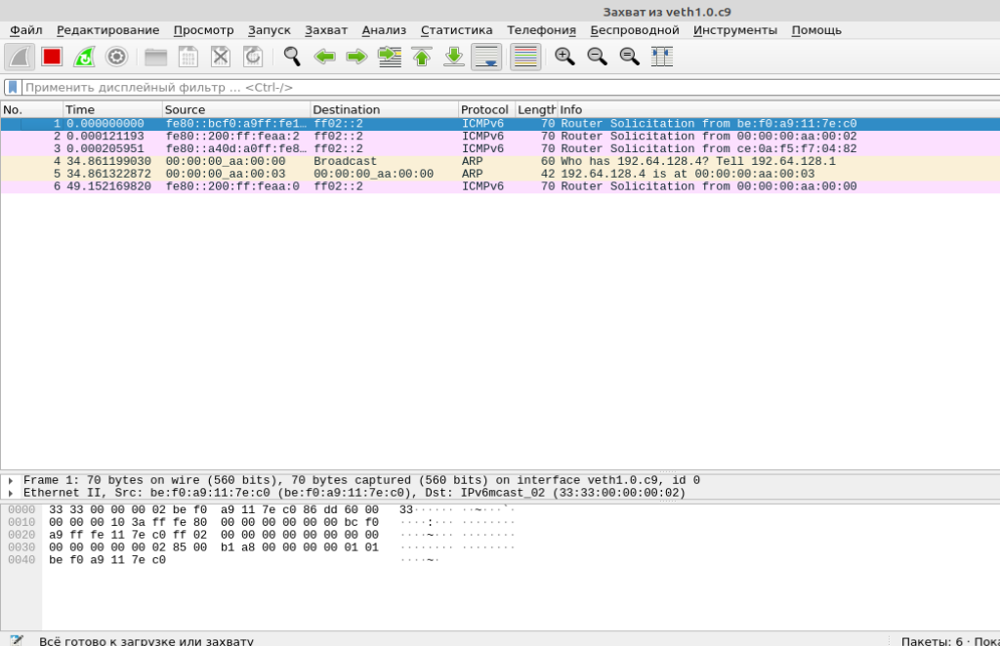 Захват из veth1.0.c9
Файл Редактирование Просмотр Запуск Захват Анализ Статистика Телефония Беспроводной Инструменты Помощь
Применить дисплейный фильтр ... <Ctrl-/>
No. Time Source Destination Protocol Length Info
1 0.000000000 fe80::bcf0:a9ff:fe1… ff02::2 ICMPv6 70 Router Solicitation from be:f0:a9:11:7e:c0
2 0.000121193 fe80::200:ff:feaa:2 ff02::2 ICMPv6 70 Router Solicitation from 00:00:00:aa:00:02
3 0.000205951 fe80::a40d:a0ff:fe8… ff02::2 ICMPv6 70 Router Solicitation from ce:0a:f5:f7:04:82
4 34.861199030 00:00:00_aa:00:00 Broadcast ARP 60 Who has 192.64.128.4? Tell 192.64.128.1
5 34.861322872 00:00:00_aa:00:03 00:00:00_aa:00:00 ARP 42 192.64.128.4 is at 00:00:00:aa:00:03
6 49.152169820 fe80::200:ff:feaa:0 ff02::2 ICMPv6 70 Router Solicitation from 00:00:00:aa:00:00
Frame 1: 70 bytes on wire (560 bits), 70 bytes captured (560 bits) on interface veth1.0.c9, id 0
Ethernet II, Src: be:f0:a9:11:7e:c0 (be:f0:a9:11:7e:c0), Dst: IPv6mcast_02 (33:33:00:00:00:02)
0000 33 33 00 00 00 02 be f0 a9 11 7e c0 86 dd 60 00 33······ ··~···`·
0010 00 00 00 10 3a ff fe 80 00 00 00 00 00 00 bc f0 ····:··· ········
0020 a9 ff fe 11 7e c0 ff 02 00 00 00 00 00 00 00 00 ····~··· ········
0030 00 00 00 00 00 02 85 00 b1 a8 00 00 00 00 01 01 ········ ········
0040 be f0 a9 11 7e c0 ····~·
Всё готово к загрузке или захвату Пакеты: 6 · Пока